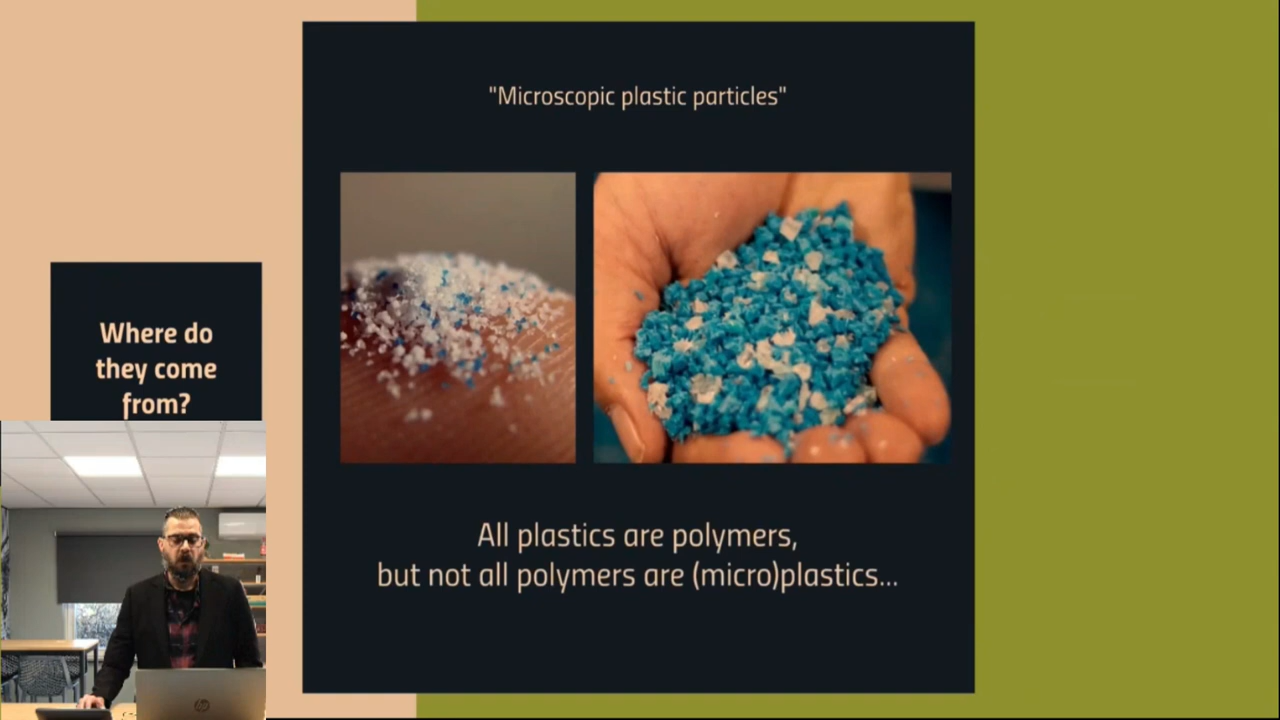 "Microscopic plastic particles"
Where do
they come
from?
All plastics are polymers,
but not all polymers are (micro)plastics...
hp